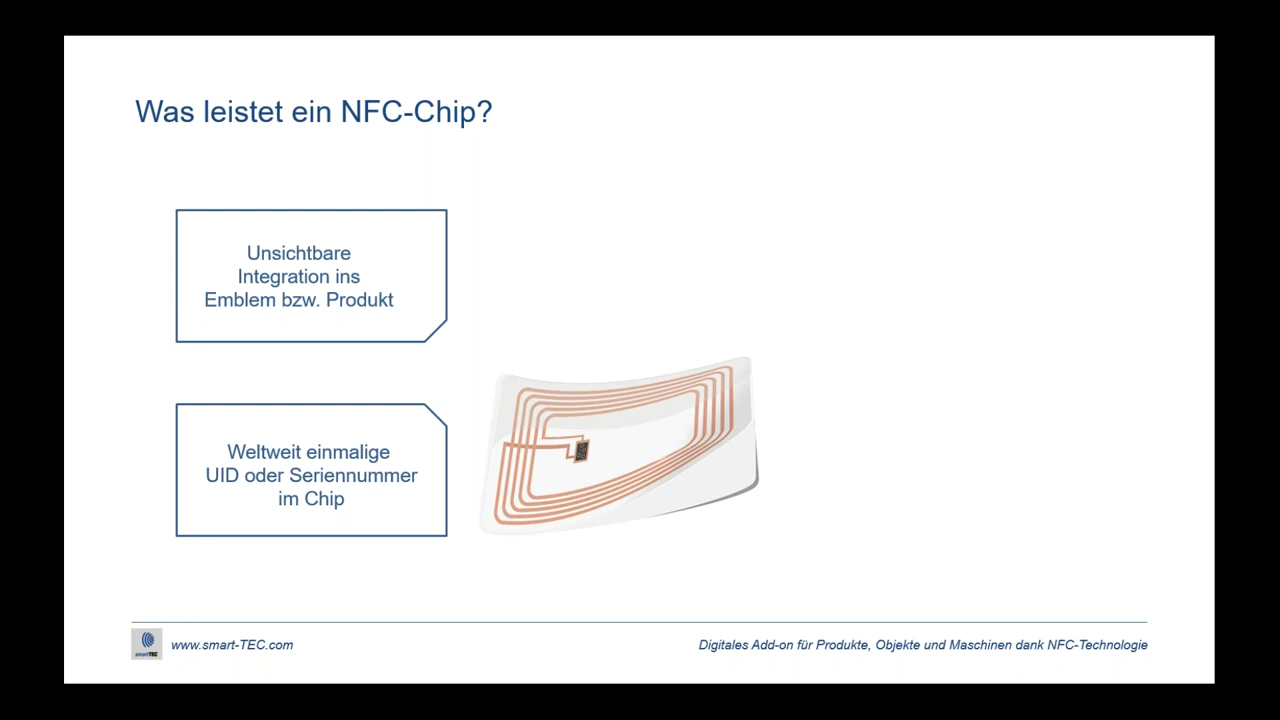 Was leistet ein NFC-Chip?
Unsichtbare
Integration ins
Emblem bzw. Produkt
Weltweit einmalige
UID oder Seriennummer
im Chip
smartTEC
www.smart-TEC.com
Digitales Add-on für Produkte, Objekte und Maschinen dank NFC-Technologie